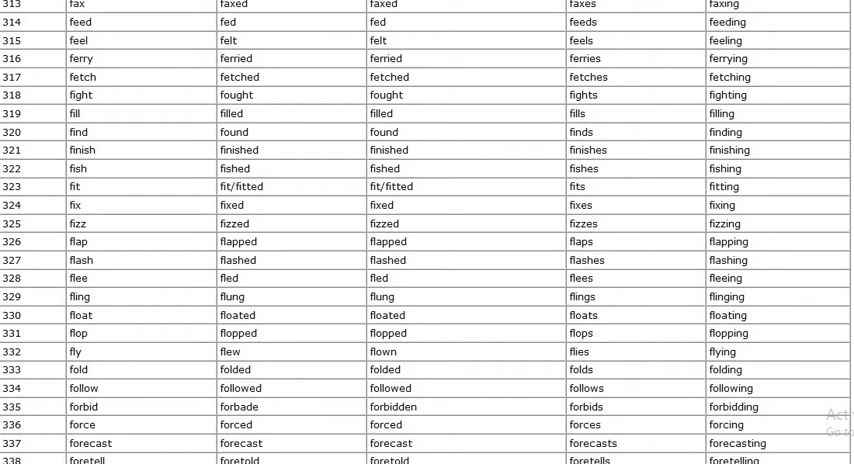 313 fax faxed faxed faxes faxing
314 feed fed fed feeds feeding
315 feel felt felt feels feeling
316 ferry ferried ferried ferries ferrying
317 fetch fetched fetched fetches fetching
318 fight fought fought fights fighting
319 fill filled filled fills filling
320 find found found finds finding
321 finish finished finished finishes finishing
322 fish fished fished fishes fishing
323 fit fit/fitted fit/fitted fits fitting
324 fix fixed fixed fixes fixing
325 fizz fizzed fizzed fizzes fizzing
326 flap flapped flapped flaps flapping
327 flash flashed flashed flashes flashing
328 flee fled fled flees fleeing
329 fling flung flung flings flinging
330 float floated floated floats floating
331 flop flopped flopped flops flopping
332 fly flew flown flies flying
333 fold folded folded folds folding
334 follow followed followed follows following
335 forbid forbade forbidden forbids forbidding
336 force forced forced forces forcing
337 forecast forecast forecast forecasts forecasting
338 foretell foretold foretold foretells foretelling
Go to